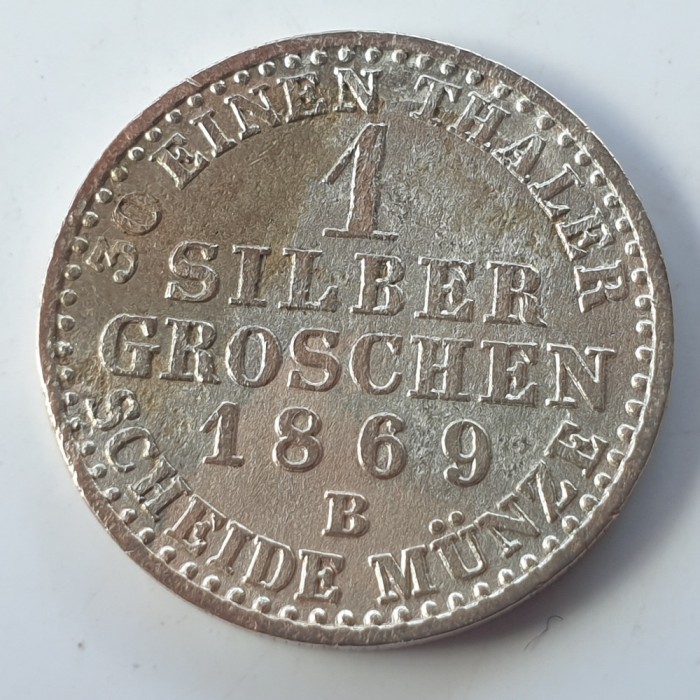 30 EINEN THALER
1
SILBER
GROSCHEN
1869
B
SCHEIDE MÜNZE